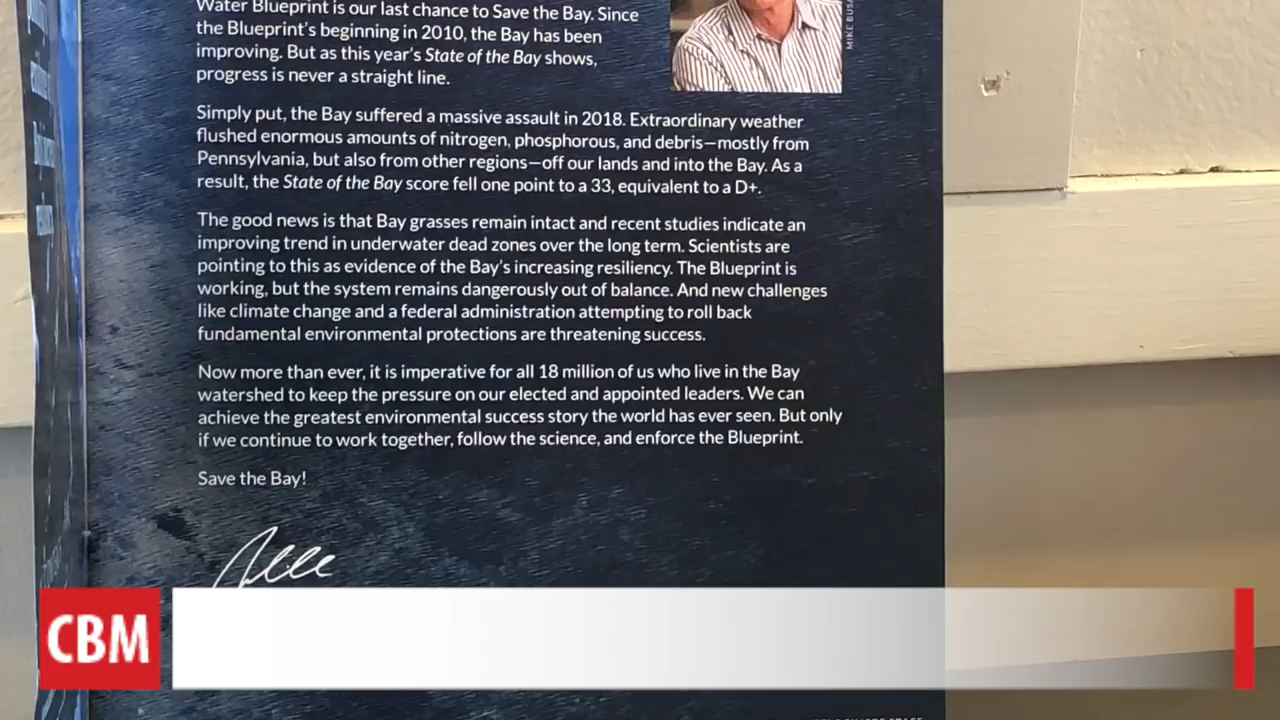 Water Blueprint is our last chance to Save the Bay. Since
the Blueprint's beginning in 2010, the Bay has been
improving. But as this year's State of the Bay shows,
progress is never a straight line.
MIKE
Simply put, the Bay suffered a massive assault in 2018. Extraordinary weather
flushed enormous amounts of nitrogen, phosphorous, and debris—mostly from
Pennsylvania, but also from other regions—off our lands and into the Bay. As a
result, the State of the Bay score fell one point to a 33, equivalent to a D+.
The good news is that Bay grasses remain intact and recent studies indicate an
improving trend in underwater dead zones over the long term. Scientists are
pointing to this as evidence of the Bay's increasing resiliency. The Blueprint is
working, but the system remains dangerously out of balance. And new challenges
like climate change and a federal administration attempting to roll back
fundamental environmental protections are threatening success.
Now more than ever, it is imperative for all 18 million of us who live in the Bay
watershed to keep the pressure on our elected and appointed leaders. We can
achieve the greatest environmental success story the world has ever seen. But only
if we continue to work together, follow the science, and enforce the Blueprint.
Save the Bay!
CBM